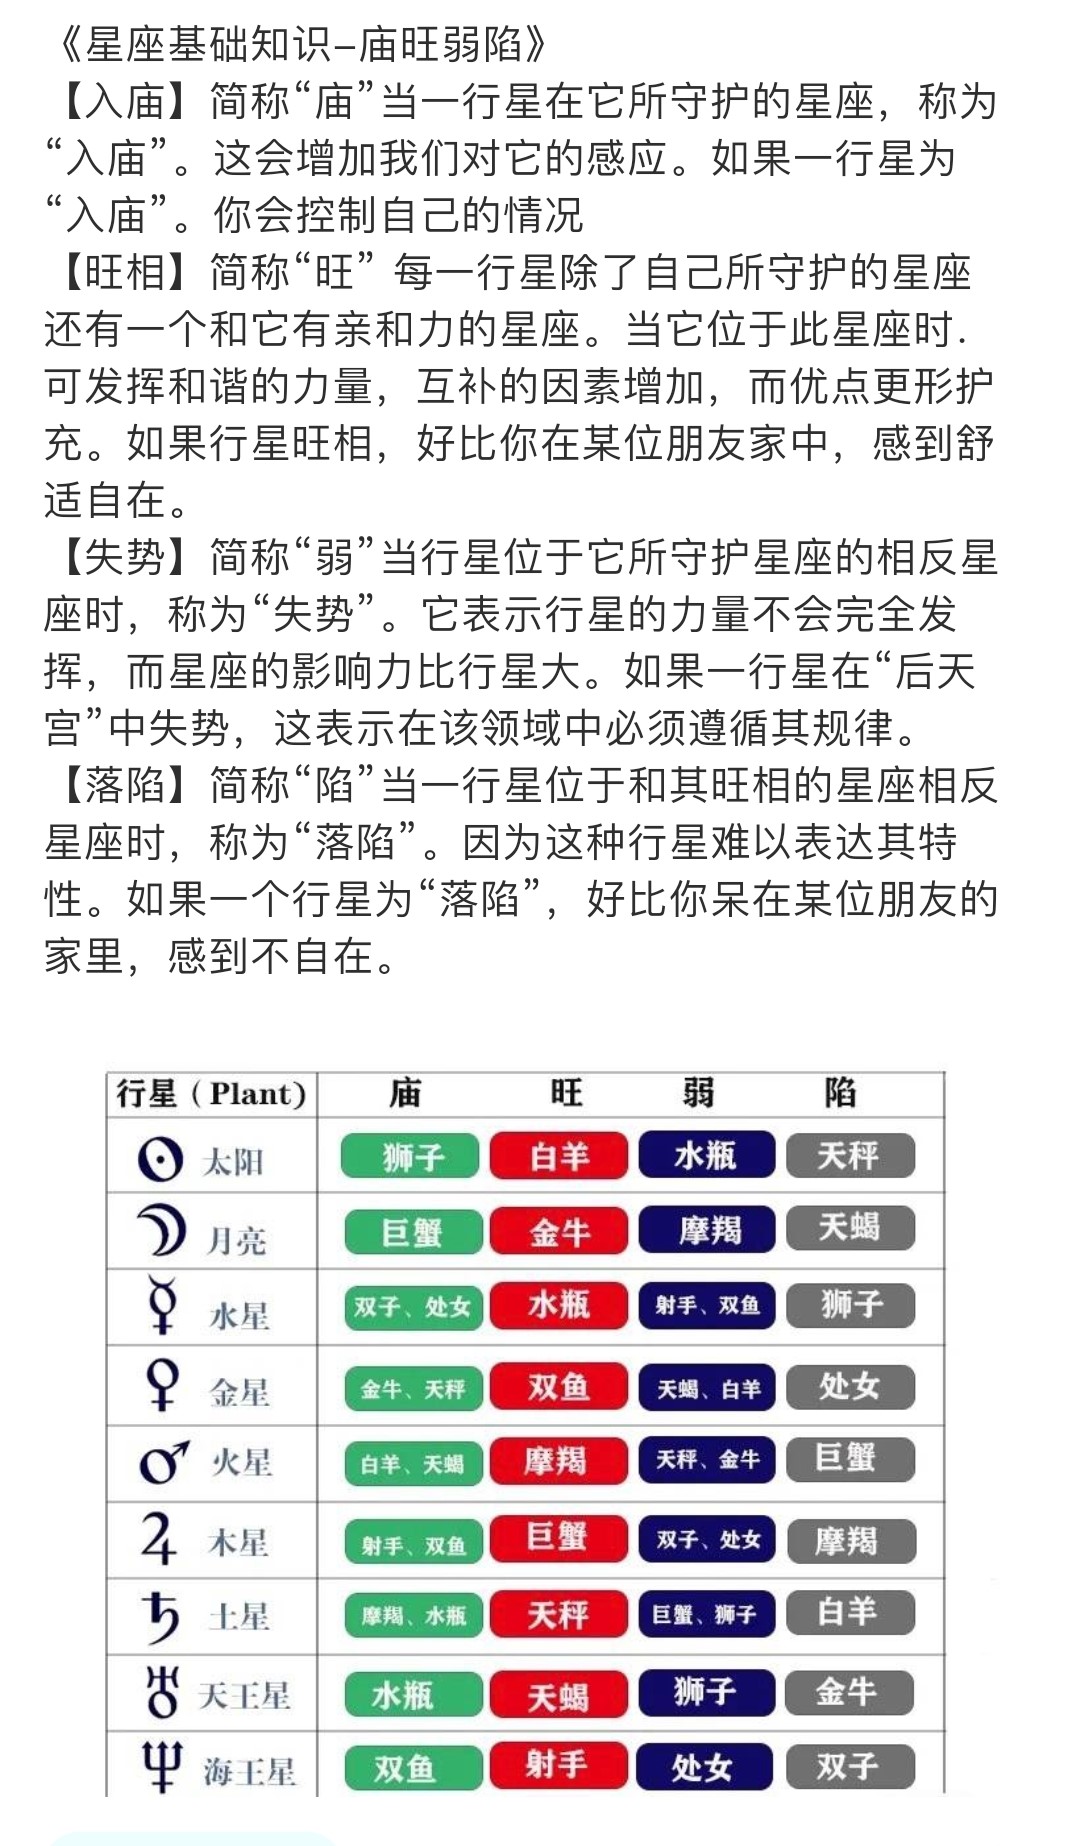 《星座基础知识–庙旺弱陷》
【入庙】简称“庙”当一行星在它所守护的星座，称为
“入庙”。这会增加我们对它的感应。如果一行星为
“入庙”。你会控制自己的情况
【旺相】简称“旺” 每一行星除了自己所守护的星座
还有一个和它有亲和力的星座。当它位于此星座时.
可发挥和谐的力量，互补的因素增加，而优点更形护
充。如果行星旺相，好比你在某位朋友家中，感到舒
适自在。
【失势】简称“弱”当行星位于它所守护星座的相反星
座时，称为“失势”。它表示行星的力量不会完全发
挥，而星座的影响力比行星大。如果一行星在“后天
宫”中失势，这表示在该领域中必须遵循其规律。
【落陷】简称“陷”当一行星位于和其旺相的星座相反
星座时，称为“落陷”。因为这种行星难以表达其特
性。如果一个行星为“落陷”，好比你呆在某位朋友的
家里，感到不自在。
行星（Plant） 庙 旺 弱 陷
太阳 狮子 白羊 水瓶 天秤
月亮 巨蟹 金牛 摩羯 天蝎
水星 双子、处女 水瓶 射手、双鱼 狮子
金星 金牛、天秤 双鱼 天蝎、白羊 处女
火星 白羊、天蝎 摩羯 天秤、金牛 巨蟹
木星 射手、双鱼 巨蟹 双子、处女 摩羯
土星 摩羯、水瓶 天秤 巨蟹、狮子 白羊
天王星 水瓶 天蝎 狮子 金牛
海王星 双鱼 射手 处女 双子